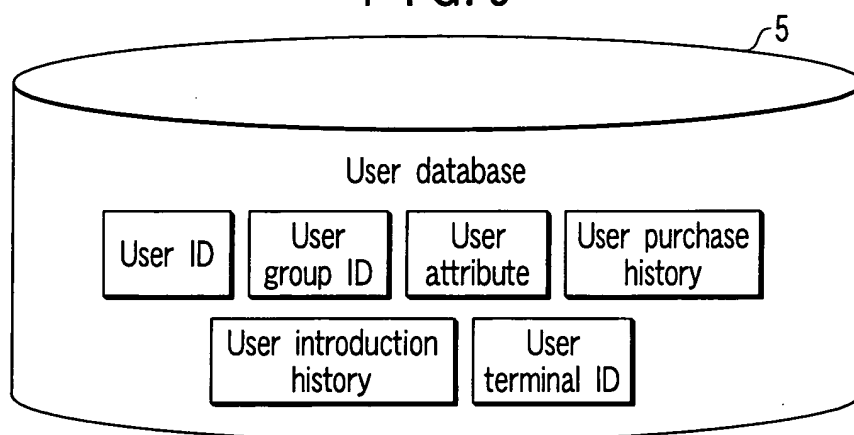 5
User database
User ID
User
group ID
User
attribute
User purchase
history
User introduction
history
User
terminal ID